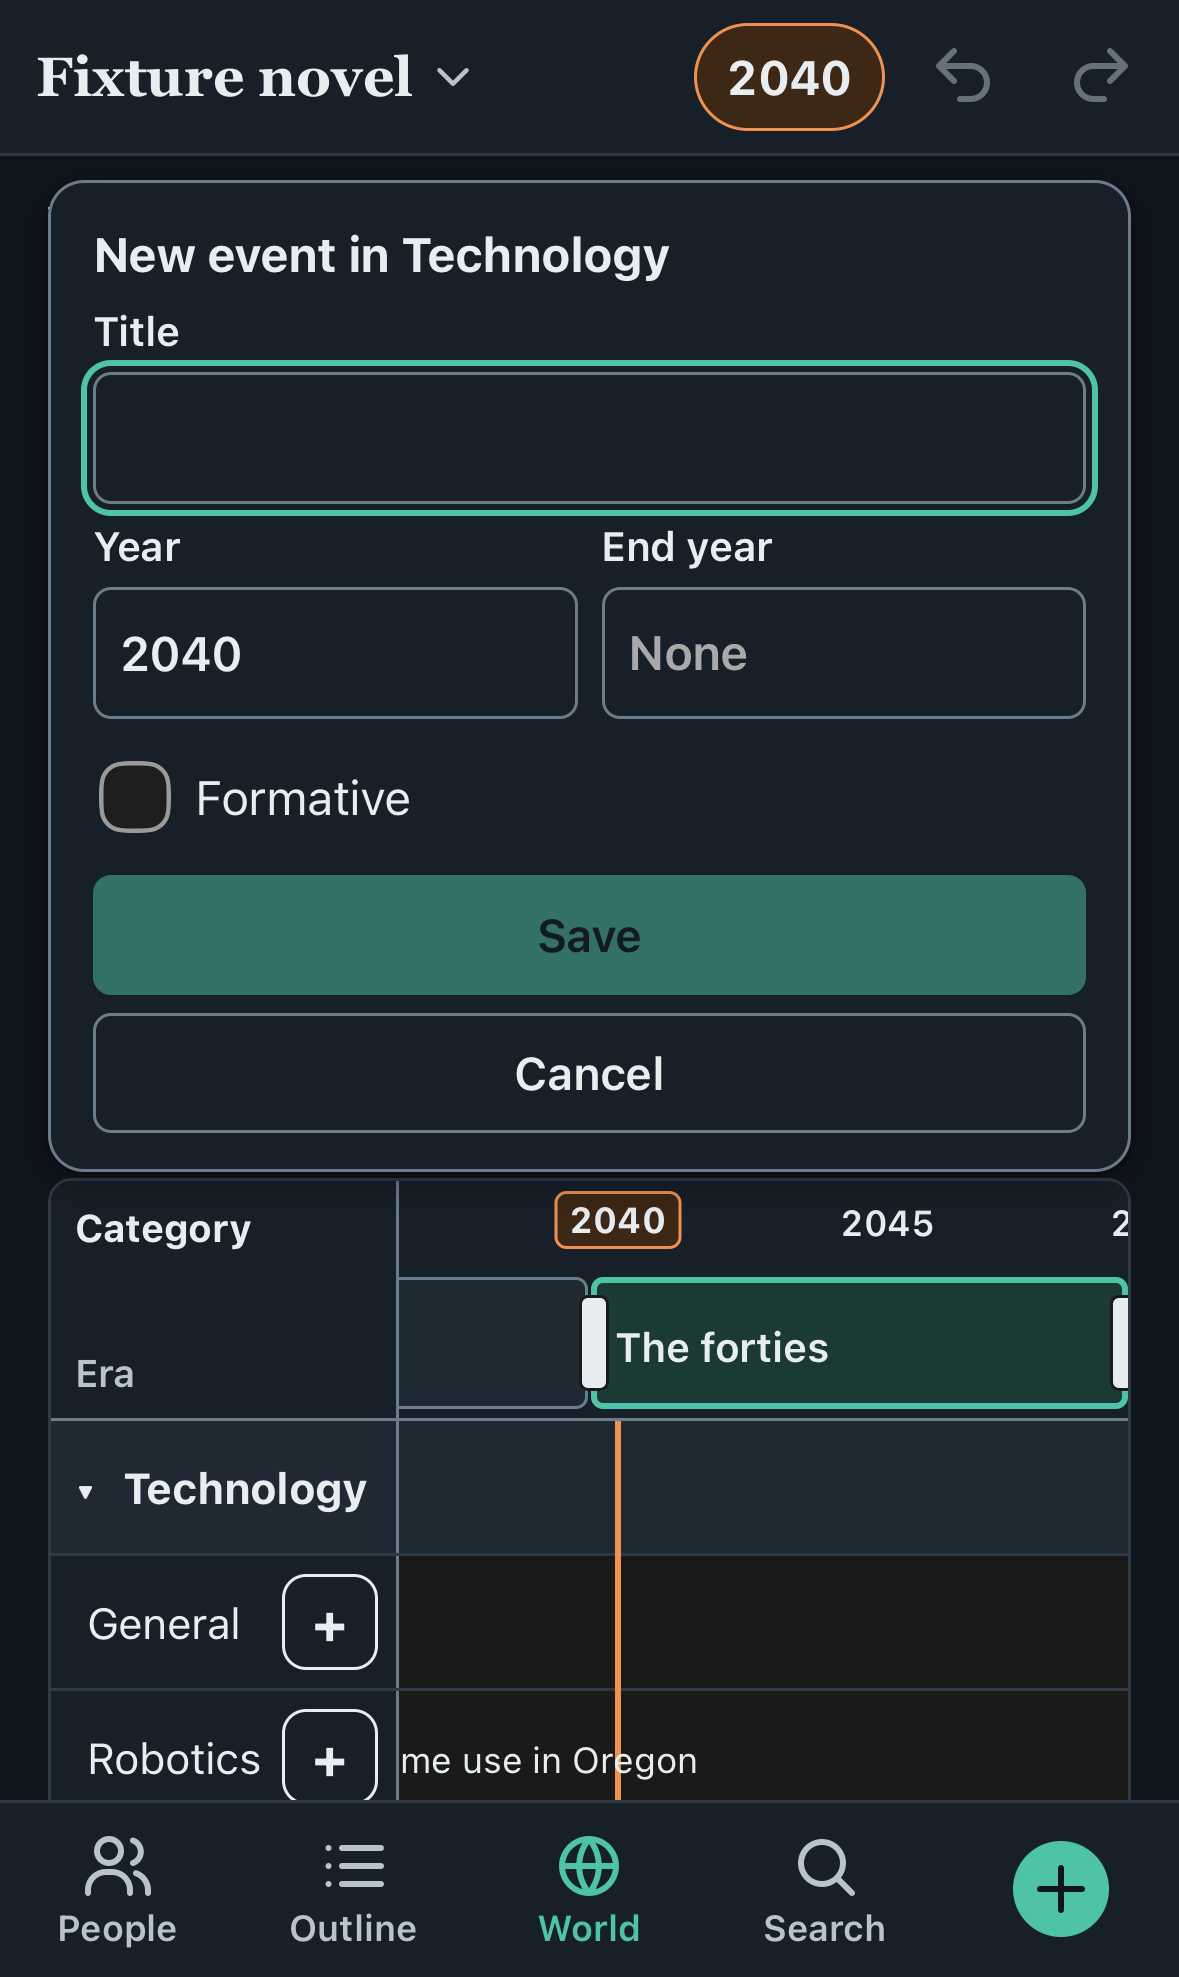 Fixture novel
2040
New event in Technology
Title
Year
End year
2040
None
Formative
Save
Cancel
Category
2040
2045
2
Era
The forties
Technology
General
+
Robotics
+
me use in Oregon
People
Outline
World
Search